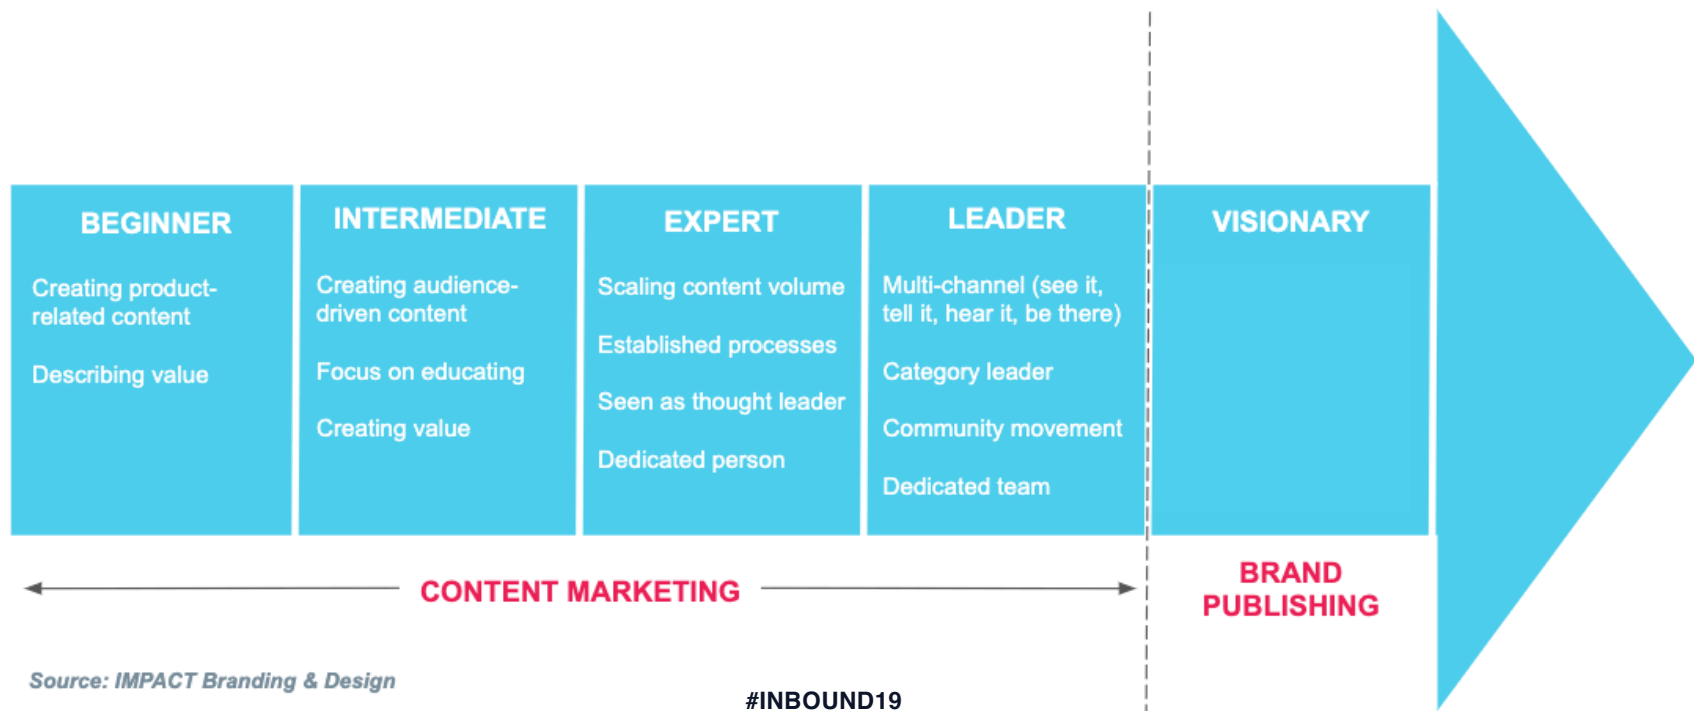 BEGINNER
Creating product-
related content
Describing value
INTERMEDIATE
Creating audience-
driven content
Focus on educating
Creating value
EXPERT
Scaling content volume
Established processes
Seen as thought leader
Dedicated person
LEADER
Multi-channel (see it,
tell it, hear it, be there)
Category leader
Community movement
Dedicated team
VISIONARY
CONTENT MARKETING
BRAND
PUBLISHING
Source: IMPACT Branding & Design
#INBOUND19